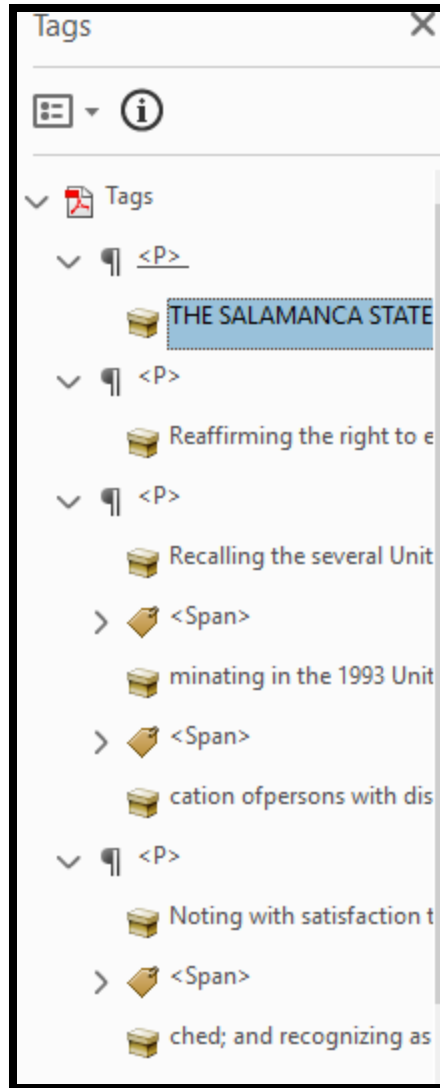 Tags
Tags
<P>
THE SALAMANCA STATE
<P>
Reaffirming the right to e
<P>
Recalling the several Unit
<Span>
minating in the 1993 Unit
<Span>
cation ofpersons with dis
<P>
Noting with satisfaction t
<Span>
ched; and recognizing as